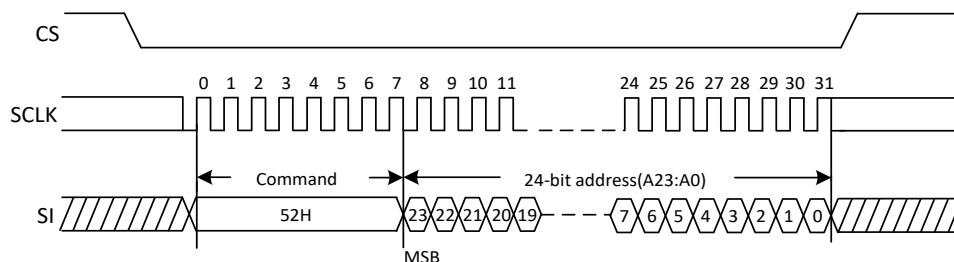 CS
0 1 2 3 4 5 6 7 8 9 10 11 24 25 26 27 28 29 30 31
SCLK
Command 24-bit address(A23:A0)
SI 52H 23 22 21 20 19 7 6 5 4 3 2 1 0
MSB